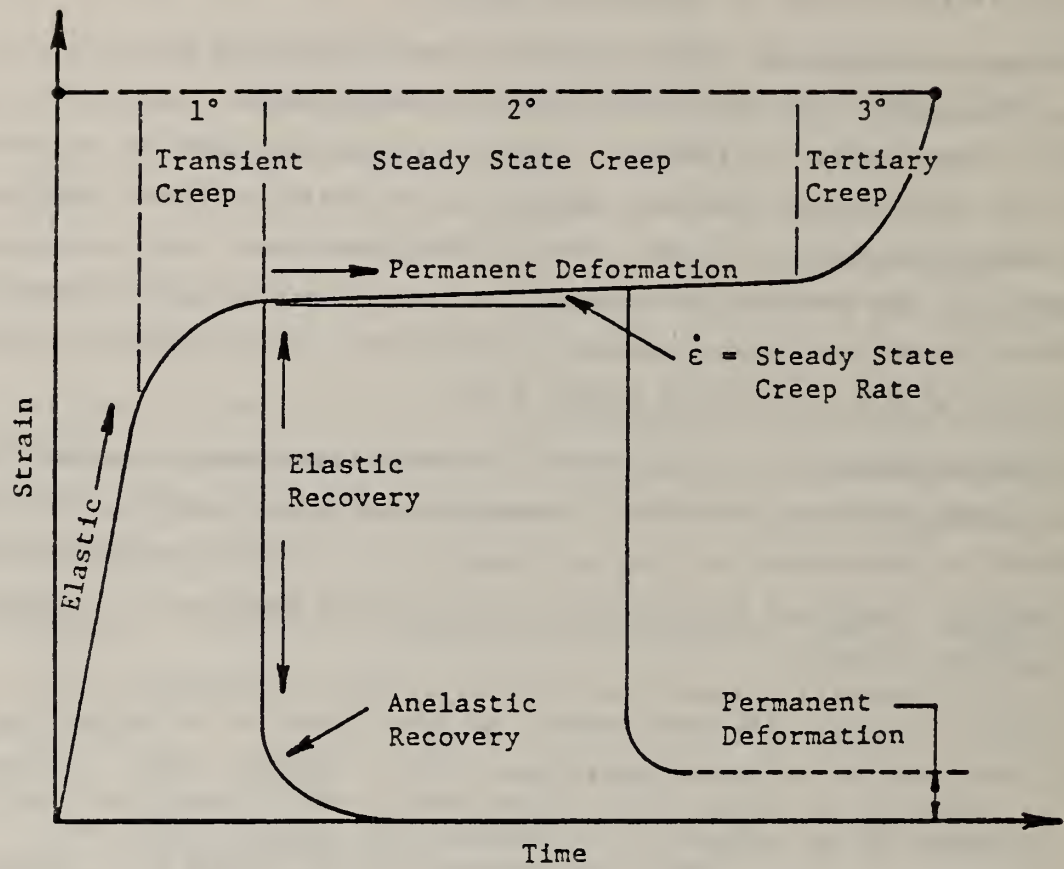 1° 2° 3°
Transient
Creep
Steady State Creep
Tertiary
Creep
Permanent Deformation
ε̇ = Steady State
Creep Rate
Strain
Elastic
Elastic
Recovery
Anelastic
Recovery
Permanent
Deformation
Time